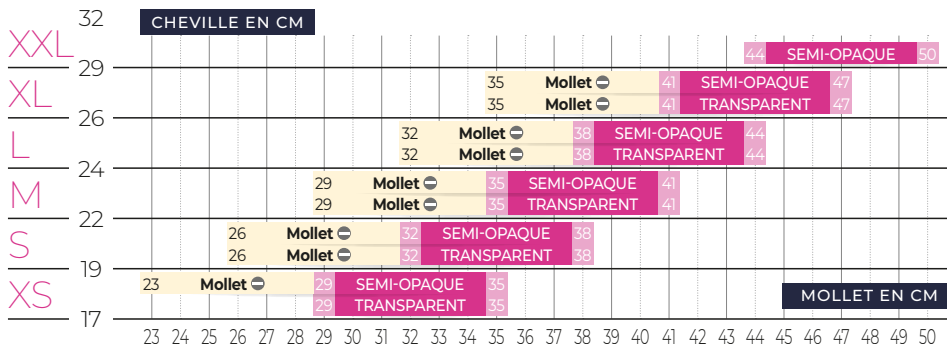 32 CHEVILLE EN CM
XXL 44 SEMI-OPAQUE 50
29
XL 35 Mollet 41 SEMI-OPAQUE 47
35 Mollet 41 TRANSPARENT 47
26
L 32 Mollet 38 SEMI-OPAQUE 44
32 Mollet 38 TRANSPARENT 44
24
M 29 Mollet 35 SEMI-OPAQUE 41
29 Mollet 35 TRANSPARENT 41
22
S 26 Mollet 32 SEMI-OPAQUE 38
26 Mollet 32 TRANSPARENT 38
19
XS 23 Mollet 29 SEMI-OPAQUE 35
29 TRANSPARENT 35
MOLLET EN CM
17
23 24 25 26 27 28 29 30 31 32 33 34 35 36 37 38 39 40 41 42 43 44 45 46 47 48 49 50